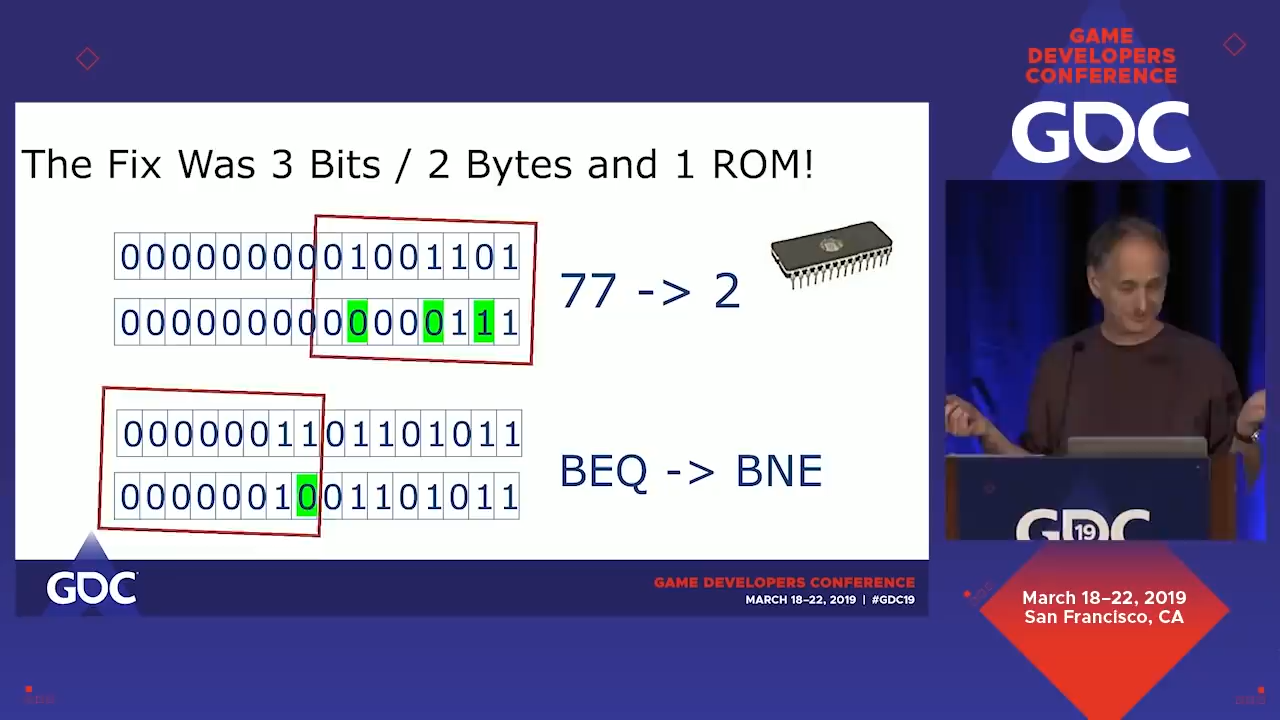 GAME
DEVELOPERS
CONFERENCE
GDC
The Fix Was 3 Bits / 2 Bytes and 1 ROM!
0000000001001101
0000000000000111
77 -> 2
0000001101101011
0000001001101011
BEQ -> BNE
GDC
GAME DEVELOPERS CONFERENCE
MARCH 18–22, 2019 | #GDC19
GDC
19
March 18–22, 2019
San Francisco, CA